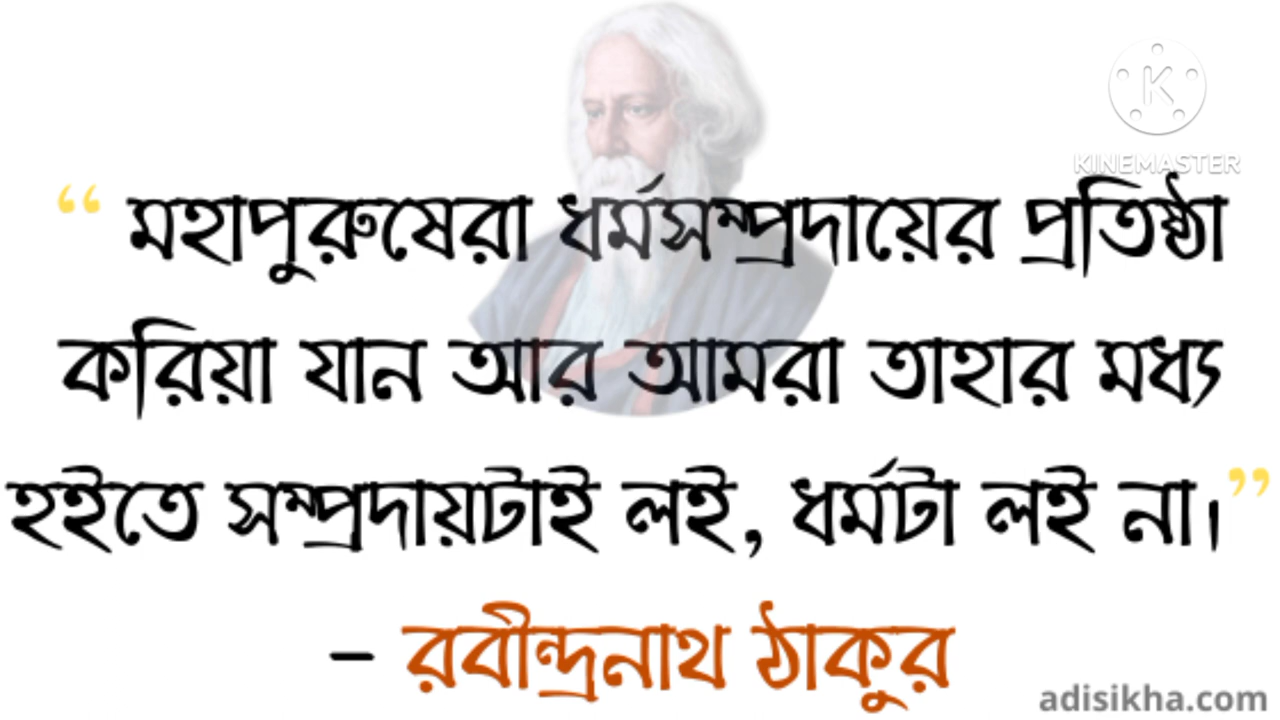 KINEMASTER
“ মহাপুরুষেরা ধর্মসম্প্রদায়ের প্রতিষ্ঠা
করিয়া যান আর আমরা তাহার মধ্য
হইতে সম্প্রদায়টাই লই, ধর্মটা লই না।”
– রবীন্দ্রনাথ ঠাকুর
adisikha.com